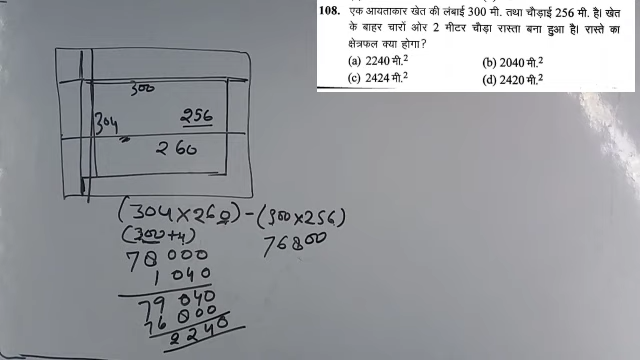 108. एक आयताकार खेत की लंबाई 300 मी. तथा चौड़ाई 256 मी. है। खेत
के बाहर चारों ओर 2 मीटर चौड़ा रास्ता बना हुआ है। रास्ते का
क्षेत्रफल क्या होगा?
(a) 2240 मी.² (b) 2040 मी.²
(c) 2424 मी.² (d) 2420 मी.²
300
304 256
260
(304×260)-(300×256)
(300+4) 76800
78000
1040
79040
76800
2240